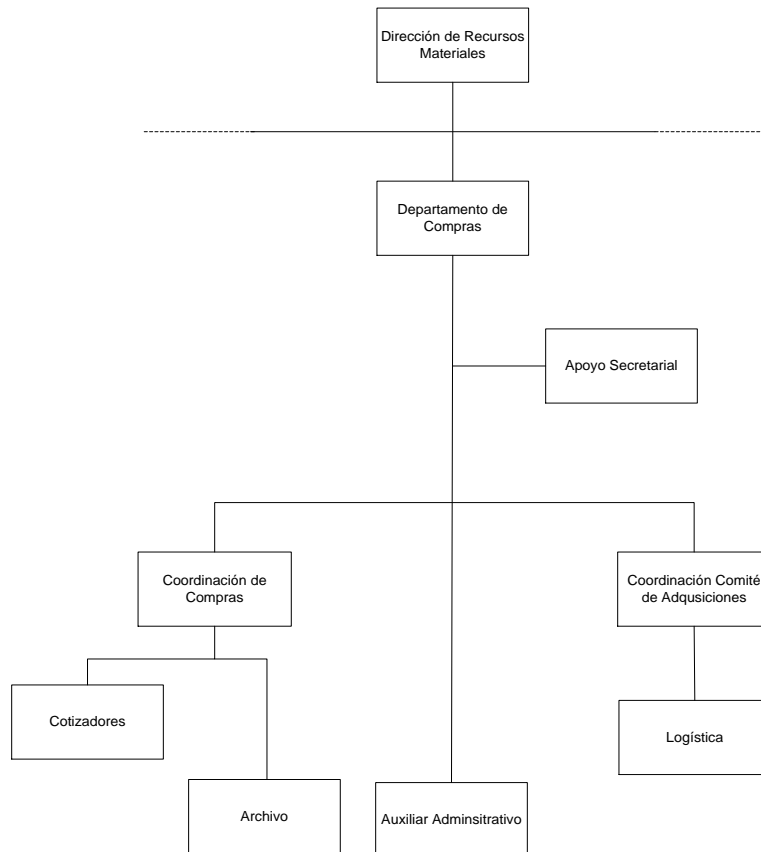 Dirección de Recursos
Materiales
Departamento de
Compras
Apoyo Secretarial
Coordinación de
Compras
Coordinación Comité
de Adqusiciones
Cotizadores
Logística
Archivo
Auxiliar Adminsitrativo